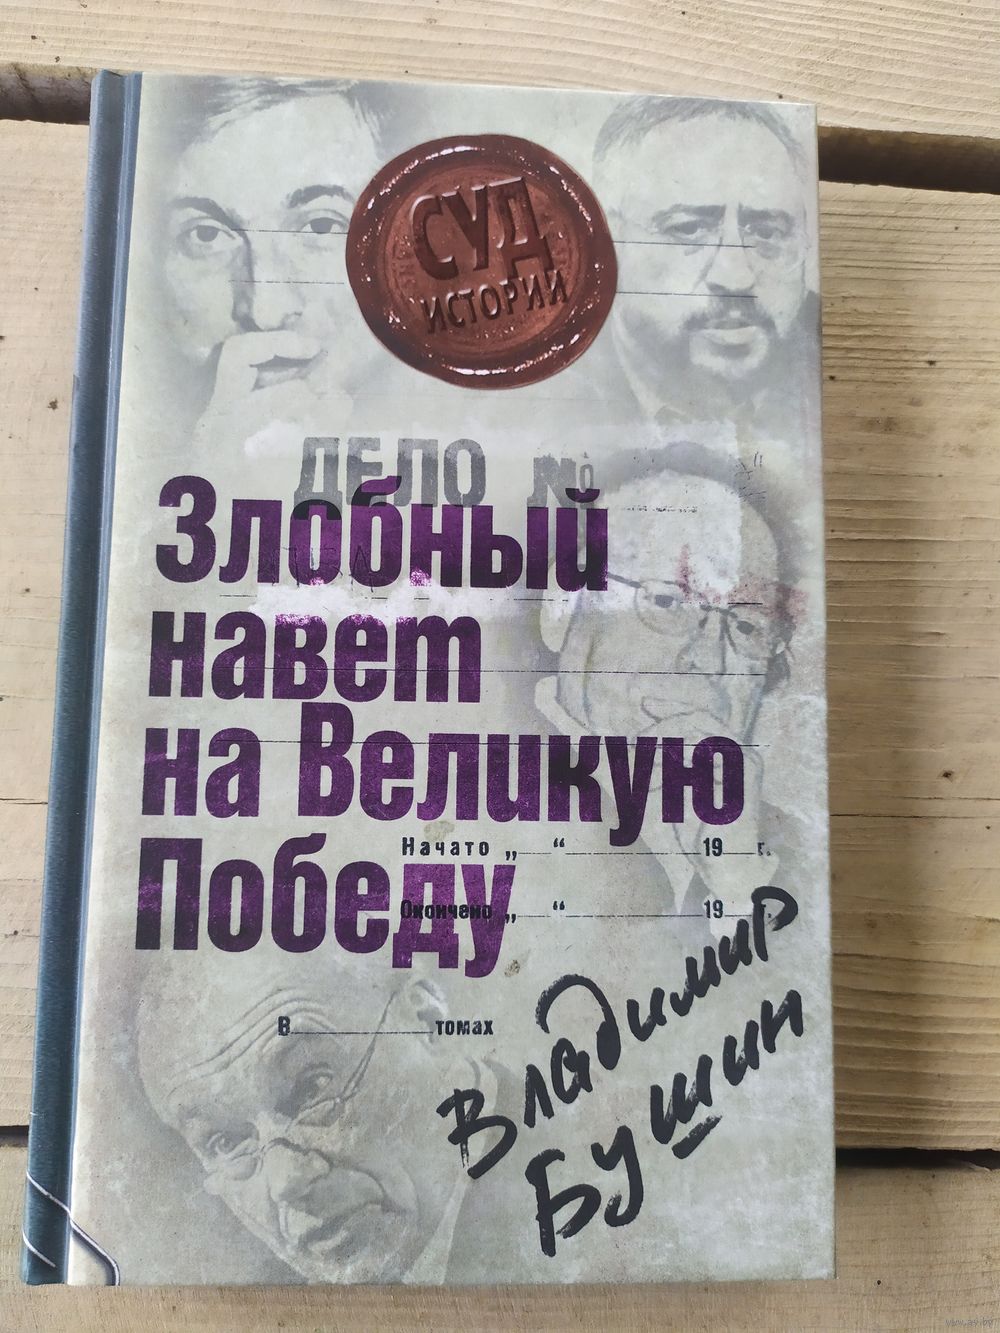 СУД
ИСТОРИИ
ДЕЛО №
Злобный
навет
на Великую
Победу
Начато „ “ 19 г.
Окончено „ “ 19 г.
В томах
Владимир
Бушин